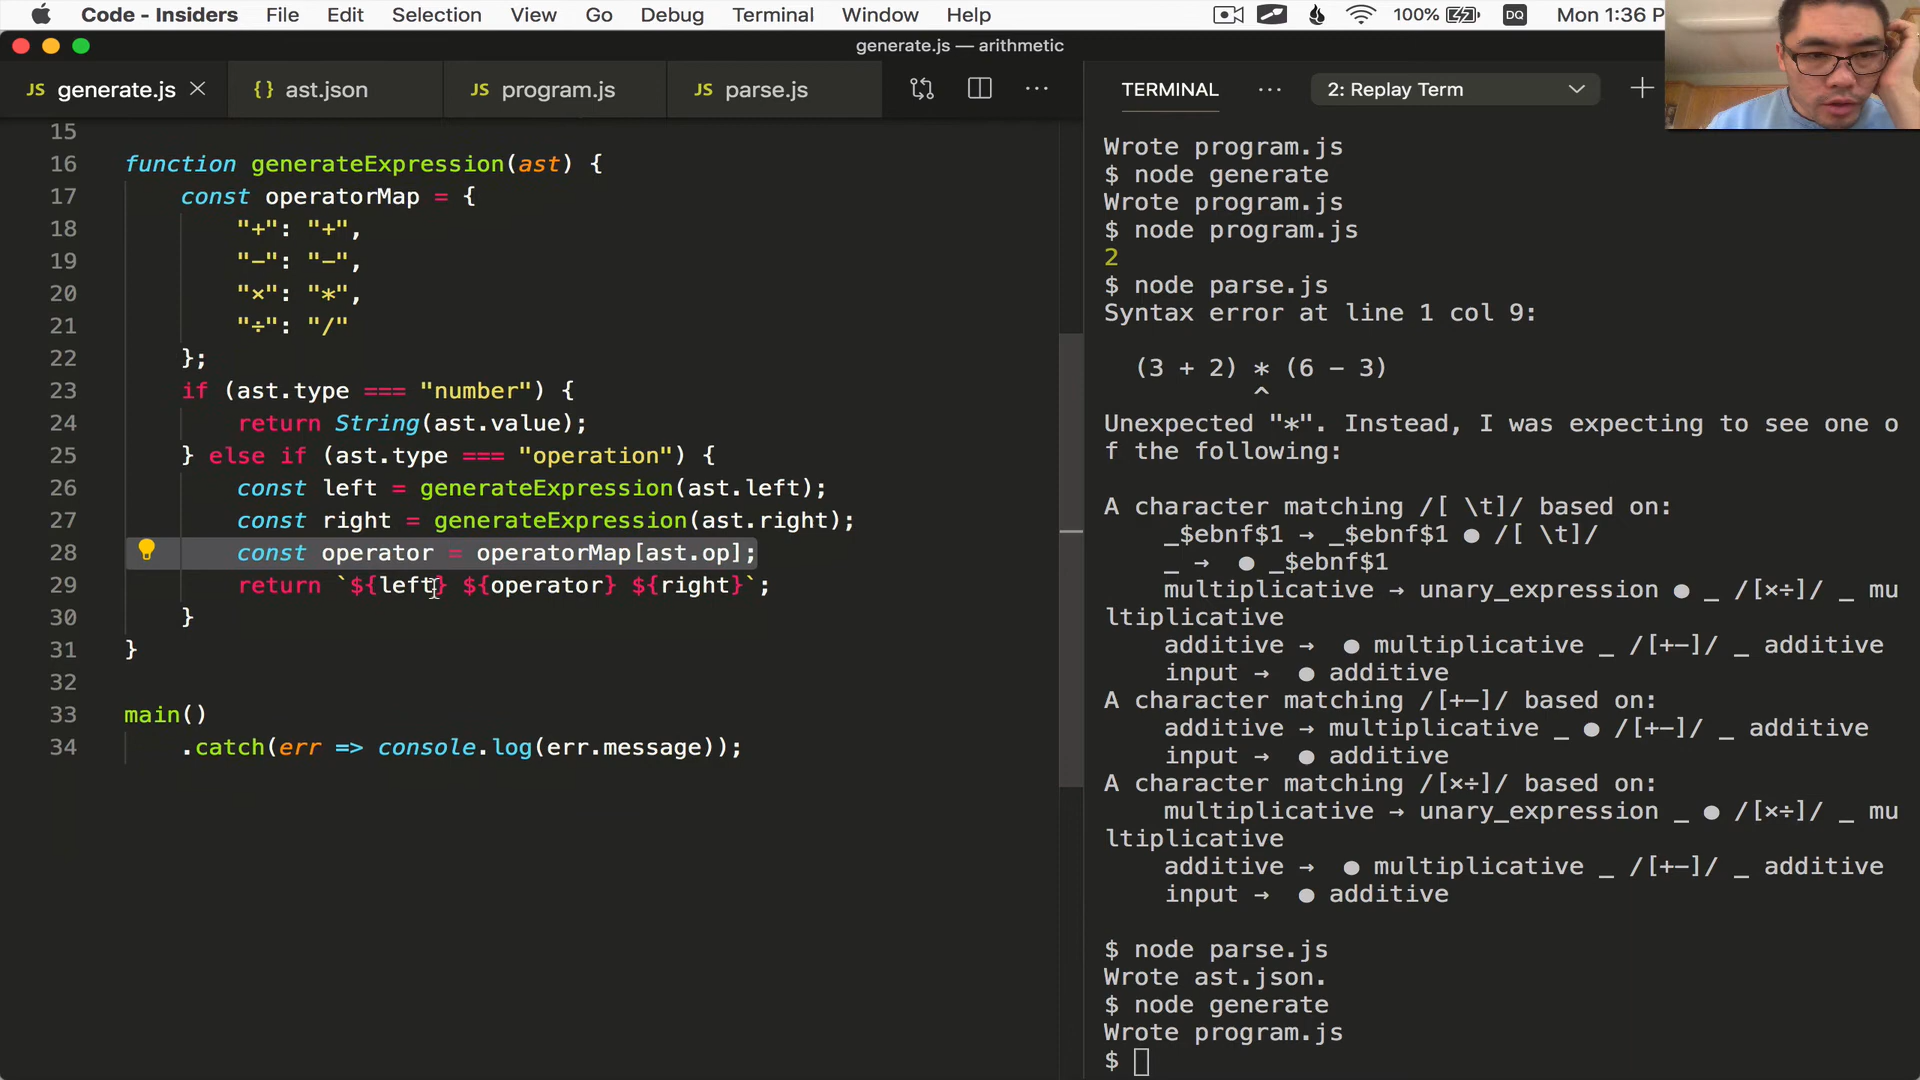 Code - Insiders File Edit Selection View Go Debug Terminal Window Help 100% DQ Mon 1:36 P
generate.js — arithmetic
JS generate.js {} ast.json JS program.js JS parse.js
TERMINAL 2: Replay Term
15
16 function generateExpression(ast) {
17 const operatorMap = {
18 "+": "+",
19 "−": "−",
20 "×": "*",
21 "÷": "/"
22 };
23 if (ast.type === "number") {
24 return String(ast.value);
25 } else if (ast.type === "operation") {
26 const left = generateExpression(ast.left);
27 const right = generateExpression(ast.right);
28 const operator = operatorMap[ast.op];
29 return `${left} ${operator} ${right}`;
30 }
31 }
32
33 main()
34 .catch(err => console.log(err.message));
Wrote program.js
$ node generate
Wrote program.js
$ node program.js
2
$ node parse.js
Syntax error at line 1 col 9:
(3 + 2) * (6 − 3)
^
Unexpected "*". Instead, I was expecting to see one o
f the following:
A character matching /[ \t]/ based on:
_$ebnf$1 → _$ebnf$1 ● /[ \t]/
_ → ● _$ebnf$1
multiplicative → unary_expression ● _ /[×÷]/ _ mu
ltiplicative
additive → ● multiplicative _ /[+−]/ _ additive
input → ● additive
A character matching /[+−]/ based on:
additive → multiplicative _ ● /[+−]/ _ additive
input → ● additive
A character matching /[×÷]/ based on:
multiplicative → unary_expression _ ● /[×÷]/ _ mu
ltiplicative
additive → ● multiplicative _ /[+−]/ _ additive
input → ● additive
$ node parse.js
Wrote ast.json.
$ node generate
Wrote program.js
$